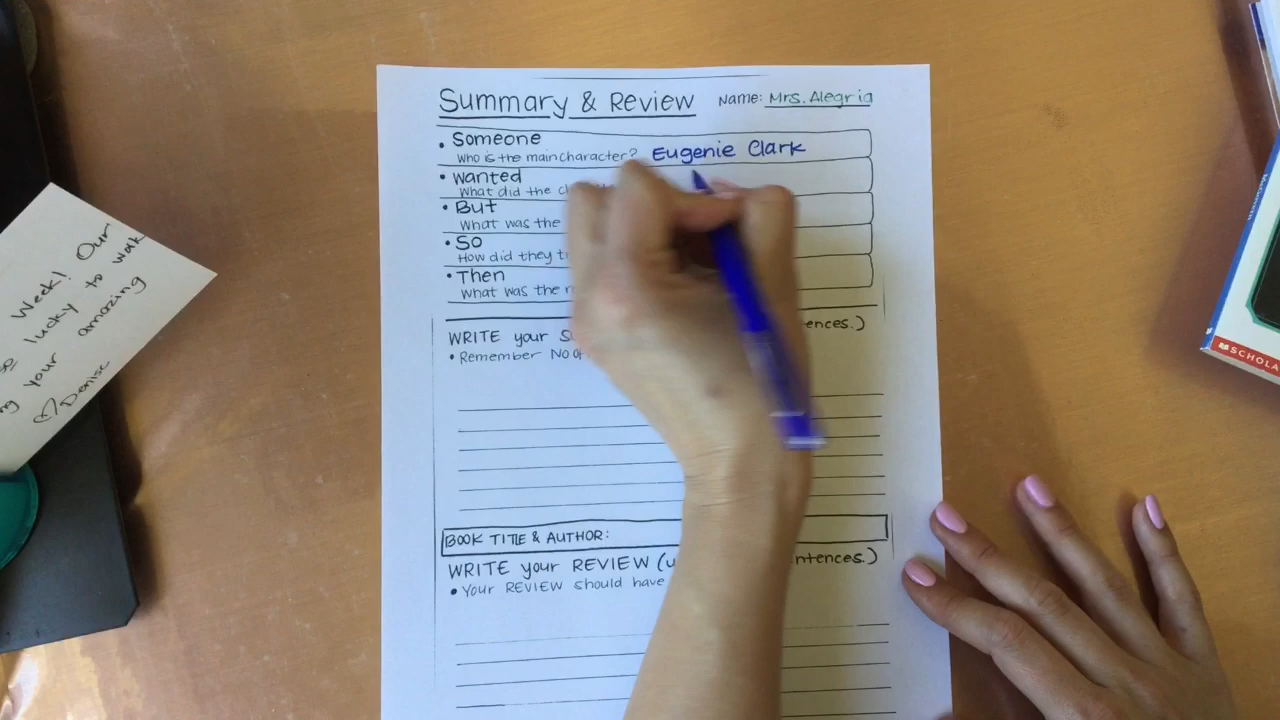 Summary & Review Name: Mrs. Alegria
• Someone
Who is the main character? Eugenie Clark
• Wanted
What did the
• But
What was the
• So
How did they
• Then
What was the
WRITE your
ences.)
• Remember
BOOK TITLE & AUTHOR:
WRITE your REVIEW (
ntences.)
• Your REVIEW should have
Week! Our
so lucky to work
your amazing
Denise
SCHOLA